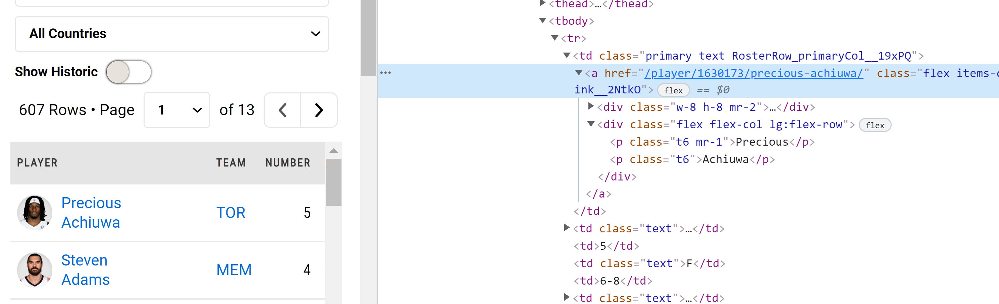 All Countries
Show Historic
607 Rows • Page 1 of 13
PLAYER TEAM NUMBER
Precious
Achiuwa
TOR 5
Steven
Adams
MEM 4
<thead>…</thead>
<tbody>
<tr>
<td class="primary text RosterRow_primaryCol__19xPQ">
<a href="/player/1630173/precious-achiuwa/" class="flex items-c
ink__2NtkO"> flex == $0
<div class="w-8 h-8 mr-2">…</div>
<div class="flex flex-col lg:flex-row"> flex
<p class="t6 mr-1">Precious</p>
<p class="t6">Achiuwa</p>
</div>
</a>
</td>
<td class="text">…</td>
<td>5</td>
<td class="text">F</td>
<td>6-8</td>
<td class="text">…</td>